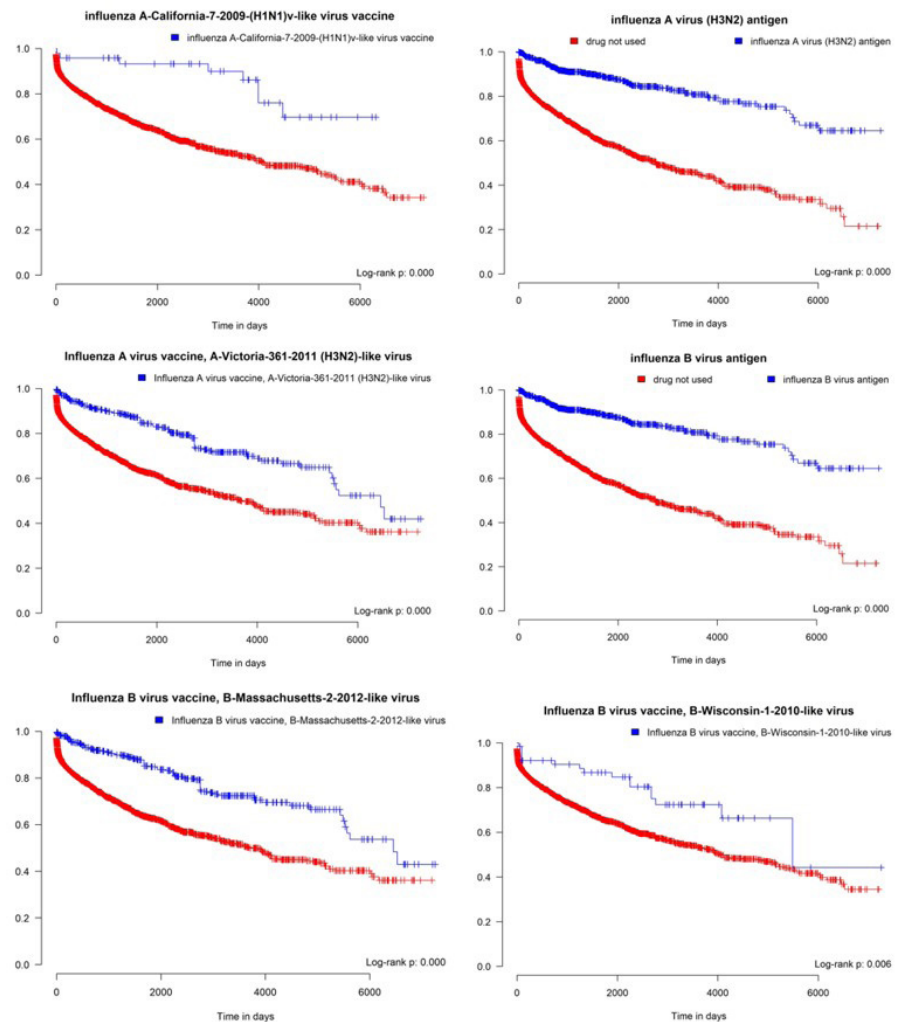 influenza A-California-7-2009-(H1N1)v-like virus vaccine
influenza A-California-7-2009-(H1N1)v-like virus vaccine
1.0
0.8
0.6
0.4
0.2
0.0
Log-rank p: 0.000
0 2000 4000 6000
Time in days
influenza A virus (H3N2) antigen
drug not used influenza A virus (H3N2) antigen
1.0
0.8
0.6
0.4
0.2
0.0
Log-rank p: 0.000
0 2000 4000 6000
Time in days
Influenza A virus vaccine, A-Victoria-361-2011 (H3N2)-like virus
Influenza A virus vaccine, A-Victoria-361-2011 (H3N2)-like virus
1.0
0.8
0.6
0.4
0.2
0.0
Log-rank p: 0.000
0 2000 4000 6000
Time in days
influenza B virus antigen
drug not used influenza B virus antigen
1.0
0.8
0.6
0.4
0.2
0.0
Log-rank p: 0.000
0 2000 4000 6000
Time in days
Influenza B virus vaccine, B-Massachusetts-2-2012-like virus
Influenza B virus vaccine, B-Massachusetts-2-2012-like virus
1.0
0.8
0.6
0.4
0.2
0.0
Log-rank p: 0.000
0 2000 4000 6000
Time in days
Influenza B virus vaccine, B-Wisconsin-1-2010-like virus
Influenza B virus vaccine, B-Wisconsin-1-2010-like virus
1.0
0.8
0.6
0.4
0.2
0.0
Log-rank p: 0.006
0 2000 4000 6000
Time in days